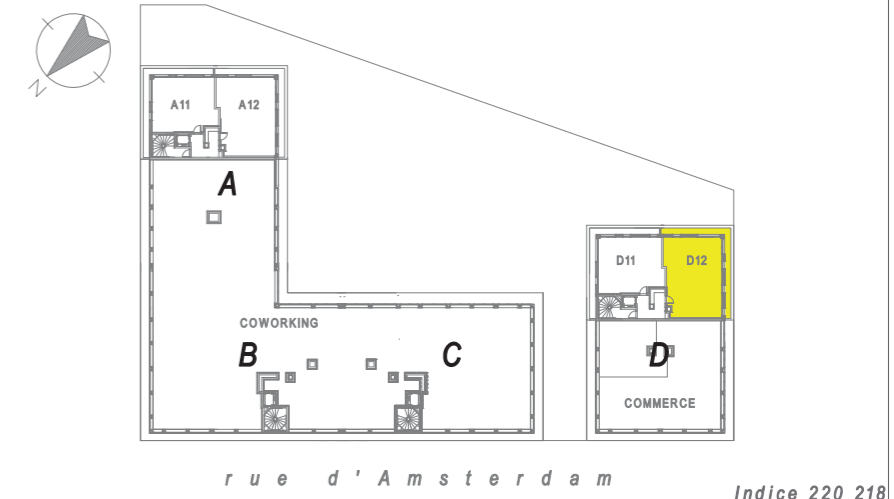 N
A11 A12
A
D11 D12
COWORKING
B C D
COMMERCE
rue d'Amsterdam
Indice 220 218